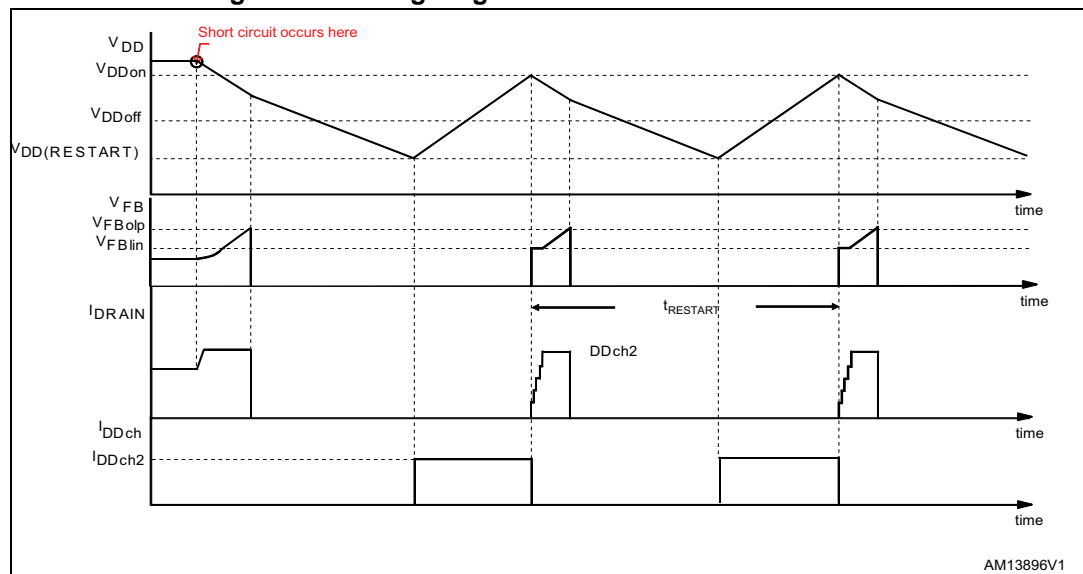 Short circuit occurs here
VDD
VDDon
VDDoff
VDD(RESTART)
time
VFB
VFBolp
VFBlin
time
IDRAIN
tRESTART
DDch2
time
IDDch
IDDch2
time
AM13896V1